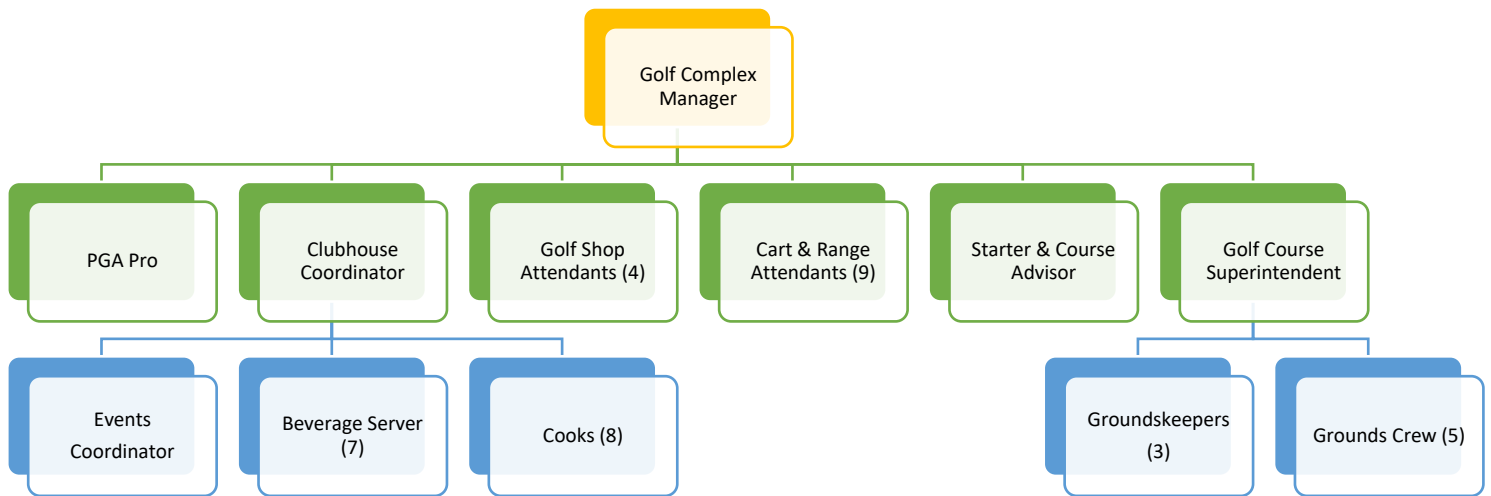 Golf Complex
Manager
PGA Pro
Clubhouse
Coordinator
Golf Shop
Attendants (4)
Cart & Range
Attendants (9)
Starter & Course
Advisor
Golf Course
Superintendent
Events
Coordinator
Beverage Server
(7)
Cooks (8)
Groundskeepers
(3)
Grounds Crew (5)